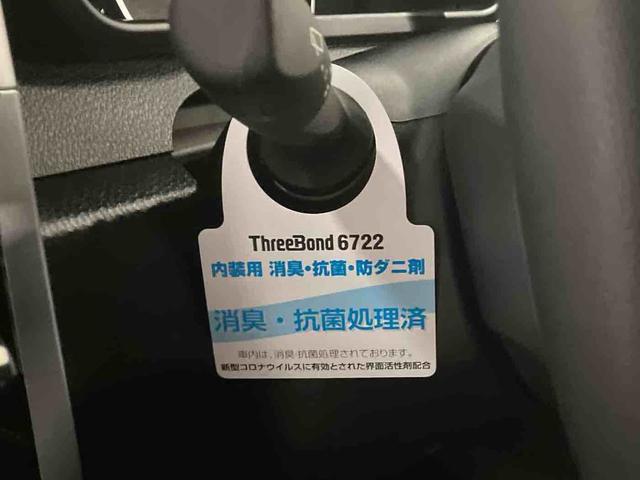 ThreeBond 6722
内装用 消臭・抗菌・防ダニ剤
消臭・抗菌処理済
車内は、消臭・抗菌処理されております。
新型コロナウイルスに有効とされた界面活性剤配合